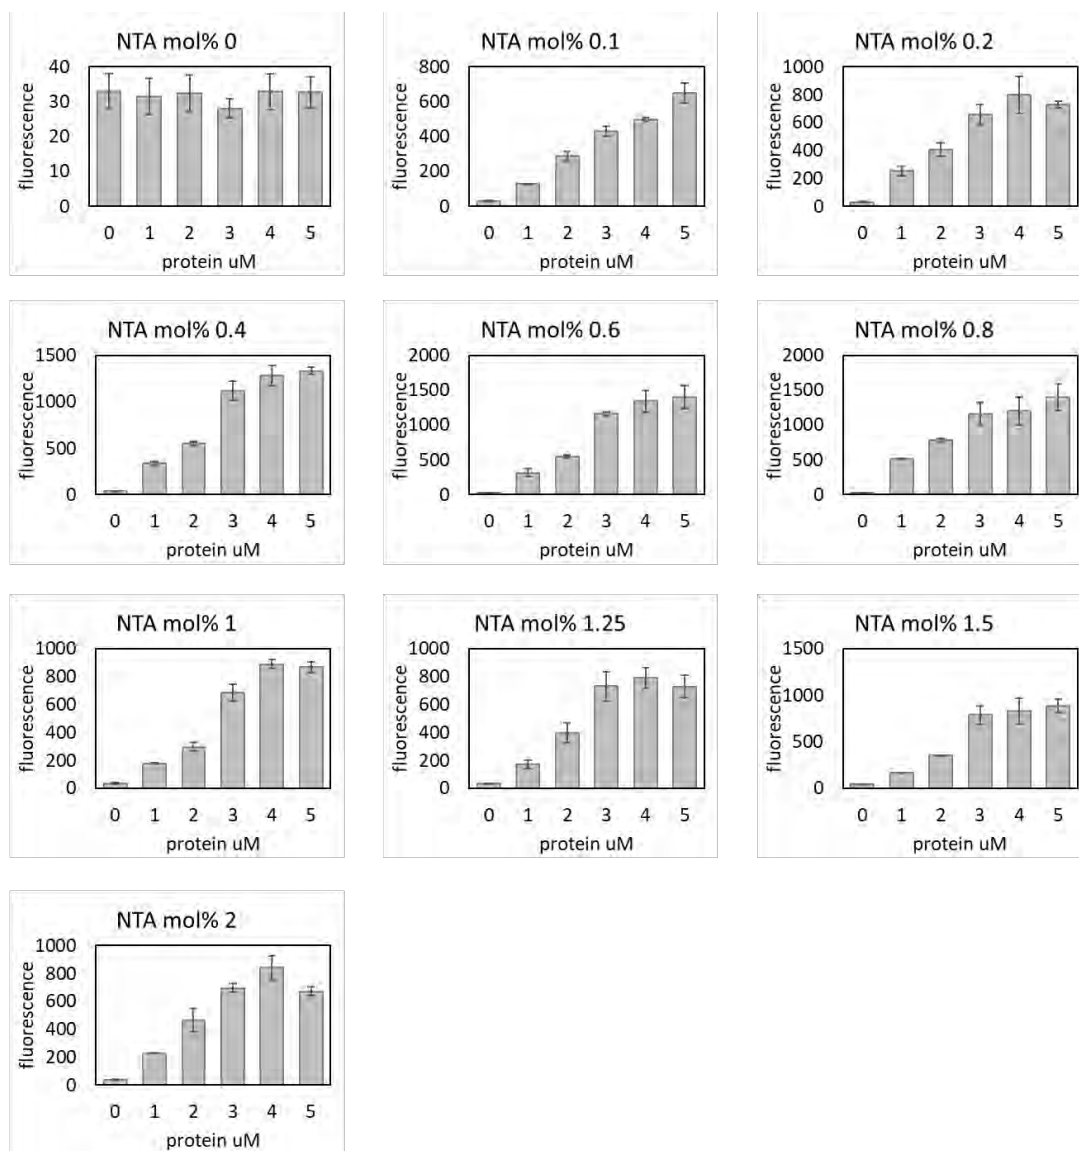 NTA mol% 0
40
30
20
10
0
fluorescence
0 1 2 3 4 5
protein uM
NTA mol% 0.1
800
600
400
200
0
fluorescence
0 1 2 3 4 5
protein uM
NTA mol% 0.2
1000
800
600
400
200
0
fluorescence
0 1 2 3 4 5
protein uM
NTA mol% 0.4
1500
1000
500
0
fluorescence
0 1 2 3 4 5
protein uM
NTA mol% 0.6
2000
1500
1000
500
0
fluorescence
0 1 2 3 4 5
protein uM
NTA mol% 0.8
2000
1500
1000
500
0
fluorescence
0 1 2 3 4 5
protein uM
NTA mol% 1
1000
800
600
400
200
0
fluorescence
0 1 2 3 4 5
protein uM
NTA mol% 1.25
1000
800
600
400
200
0
fluorescence
0 1 2 3 4 5
protein uM
NTA mol% 1.5
1500
1000
500
0
fluorescence
0 1 2 3 4 5
protein uM
NTA mol% 2
1000
800
600
400
200
0
fluorescence
0 1 2 3 4 5
protein uM